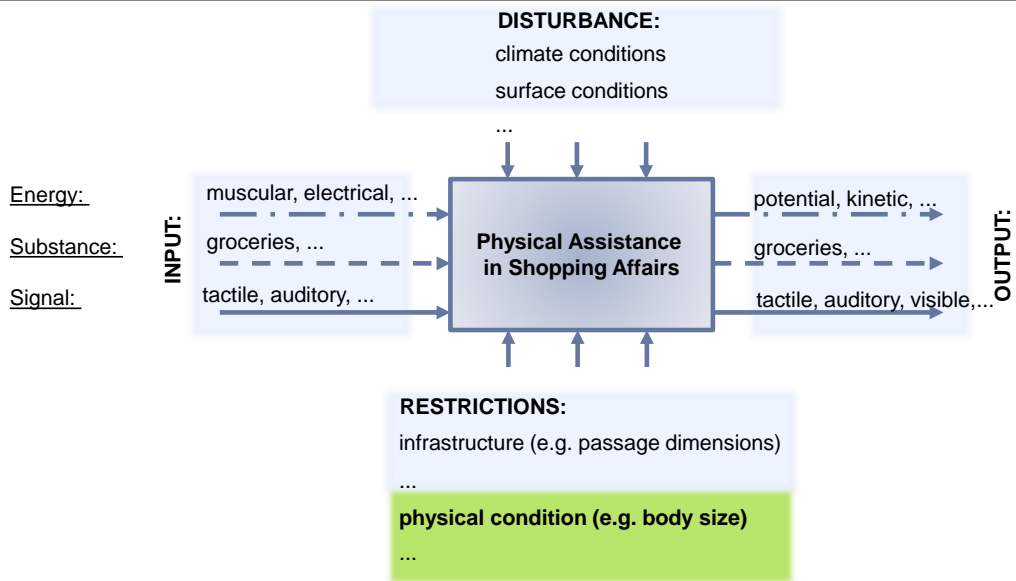 DISTURBANCE:
climate conditions
surface conditions
...
Energy:
muscular, electrical, ...
potential, kinetic, ...
Substance:
INPUT:
groceries, ...
Physical Assistance
in Shopping Affairs
groceries, ...
OUTPUT:
Signal:
tactile, auditory, ...
tactile, auditory, visible,...
RESTRICTIONS:
infrastructure (e.g. passage dimensions)
...
physical condition (e.g. body size)
...